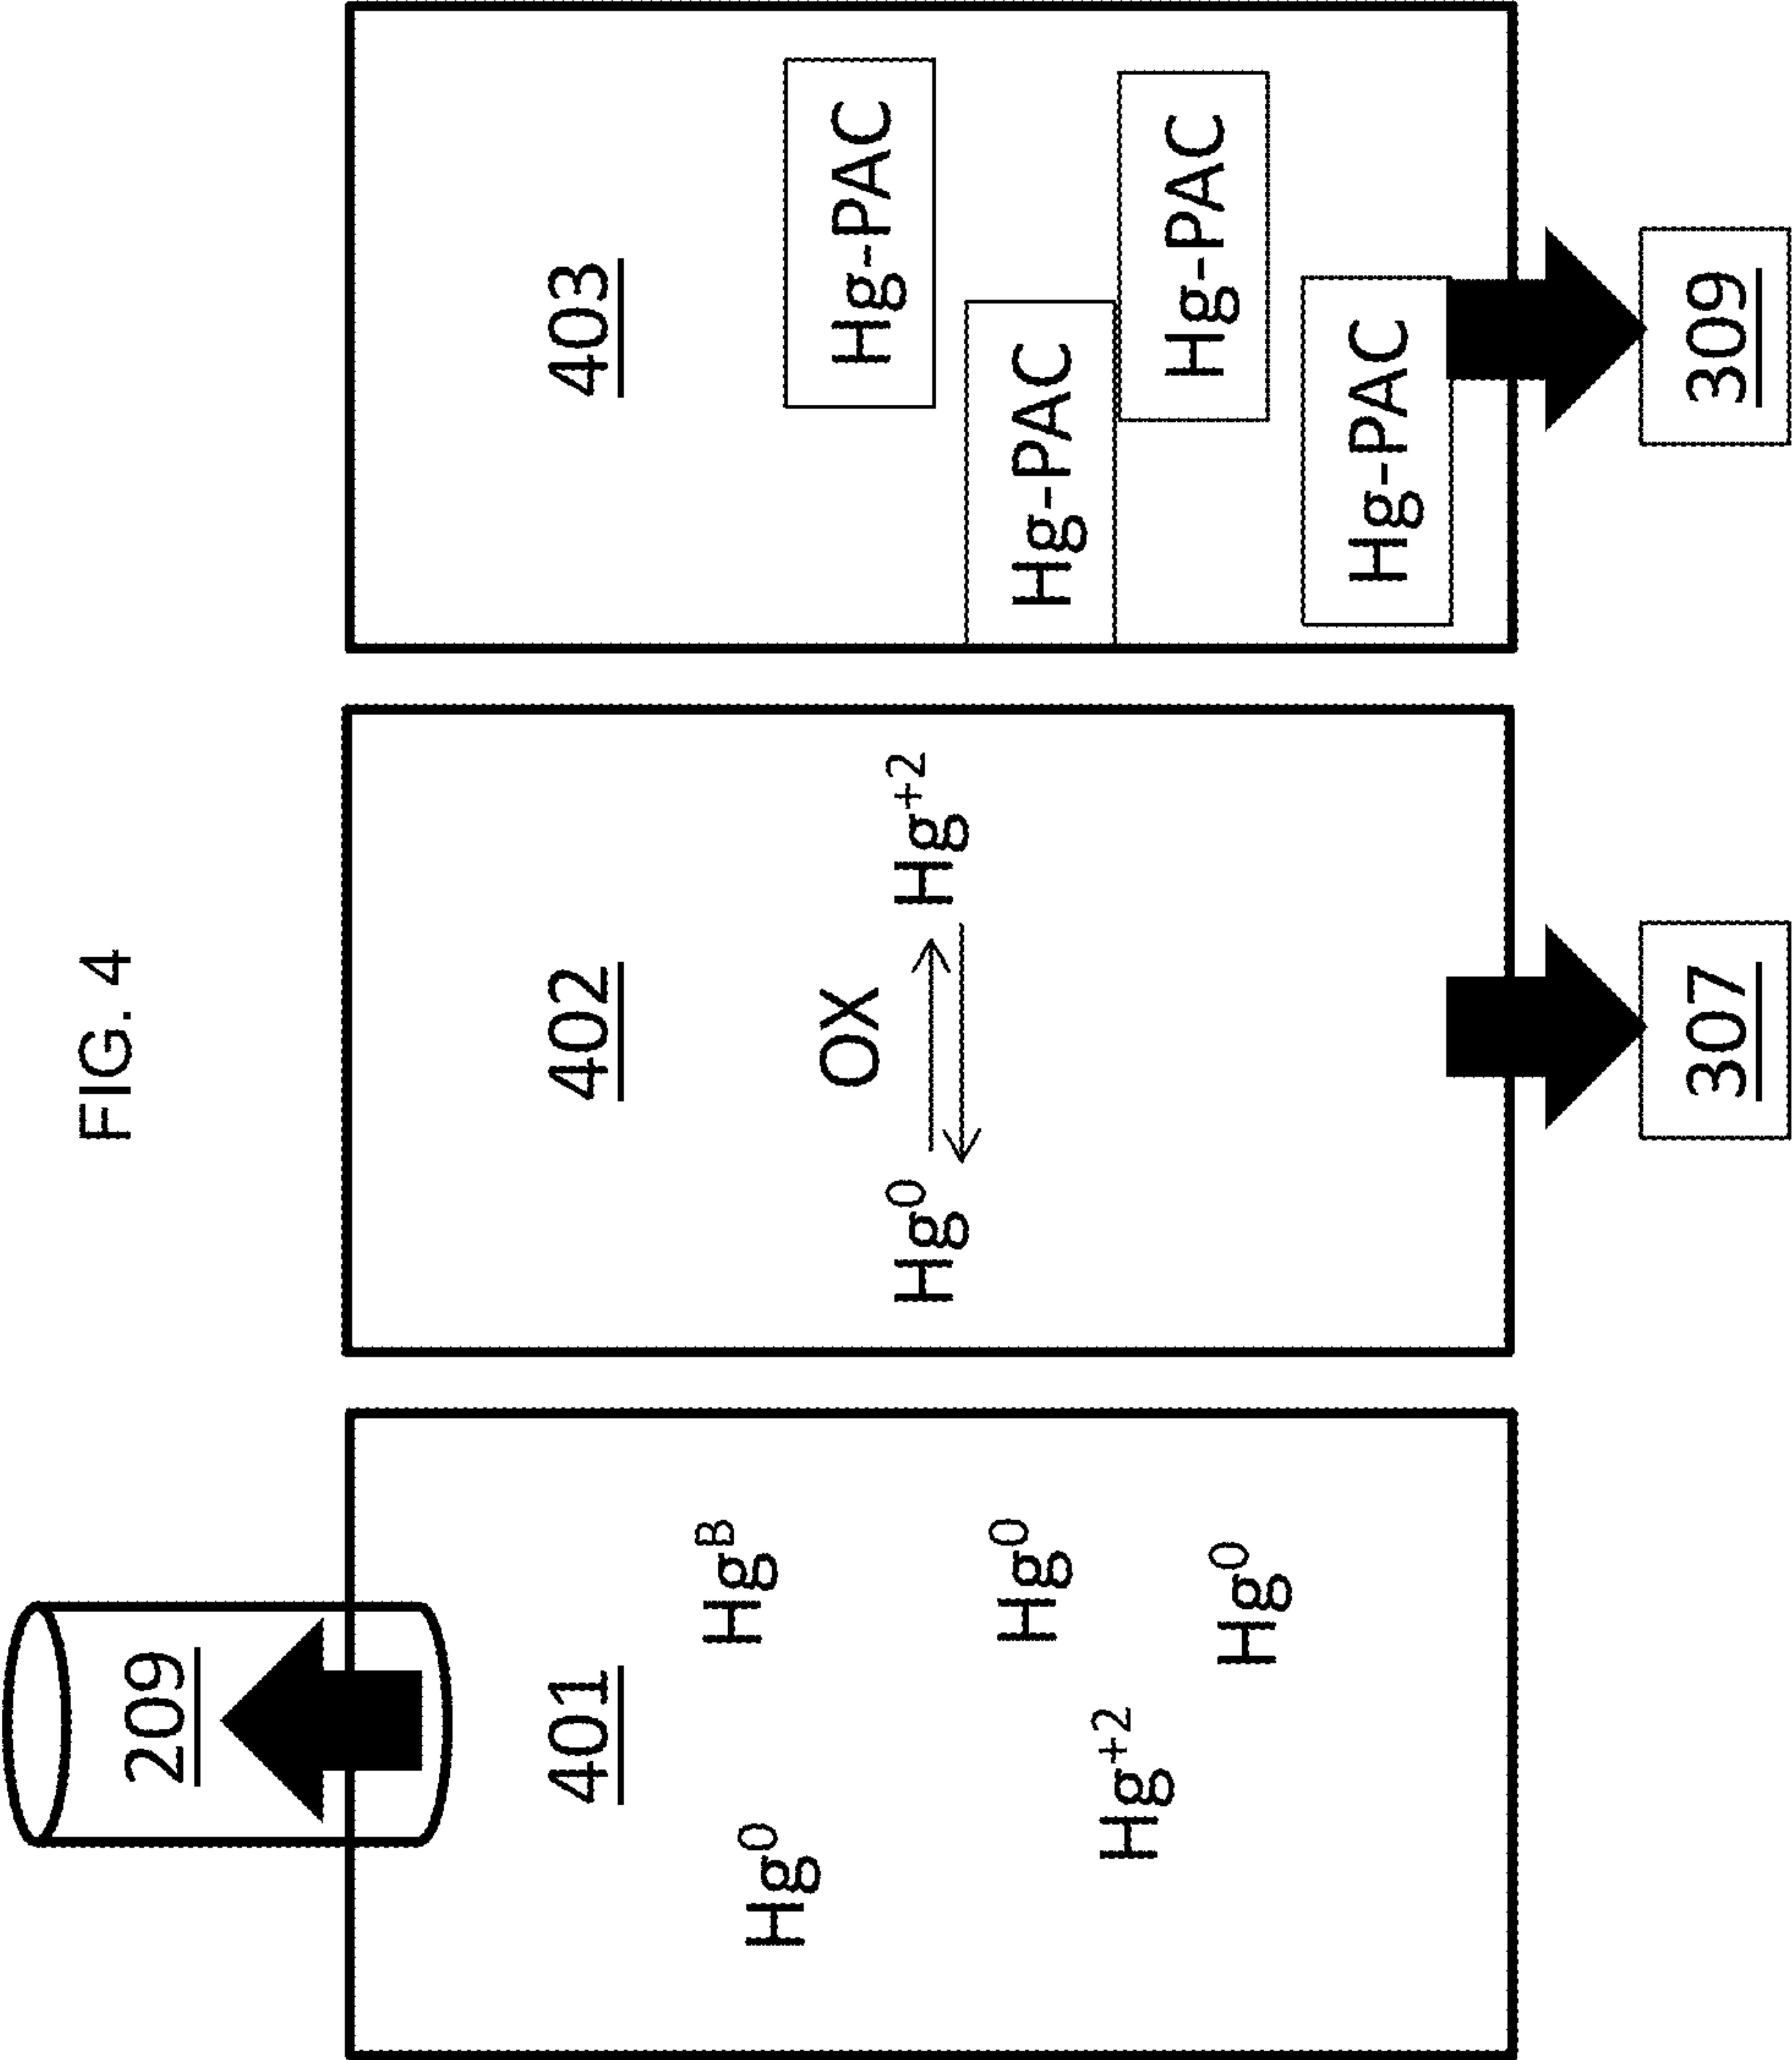 FIG. 4
209
401
Hg⁰
Hgᴮ
Hg⁺²
Hg⁰
Hg⁰
402
OX
Hg⁰
Hg⁺²
307
403
Hg-PAC
Hg-PAC
Hg-PAC
Hg-PAC
309